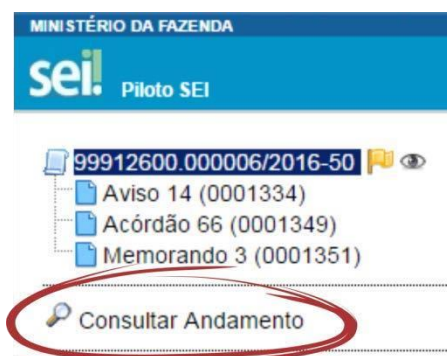 MINISTÉRIO DA FAZENDA
sei! Piloto SEI
99912600.000006/2016-50
Aviso 14 (0001334)
Acórdão 66 (0001349)
Memorando 3 (0001351)
Consultar Andamento